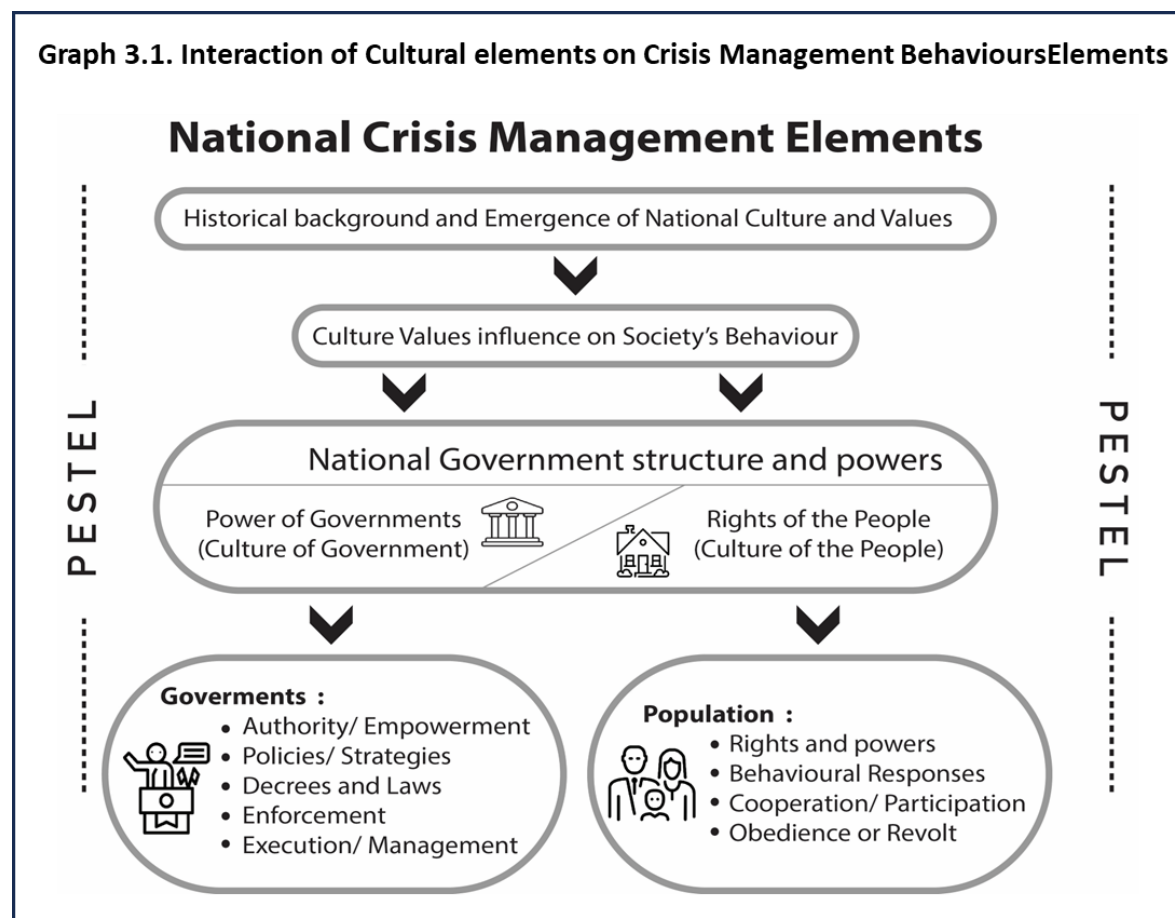 Graph 3.1. Interaction of Cultural elements on Crisis Management BehavioursElements
National Crisis Management Elements
Historical background and Emergence of National Culture and Values
Culture Values influence on Society's Behaviour
PESTEL
PESTEL
National Government structure and powers
Power of Governments
(Culture of Government)
Rights of the People
(Culture of the People)
Goverments :
• Authority/ Empowerment
• Policies/ Strategies
• Decrees and Laws
• Enforcement
• Execution/ Management
Population :
• Rights and powers
• Behavioural Responses
• Cooperation/ Participation
• Obedience or Revolt